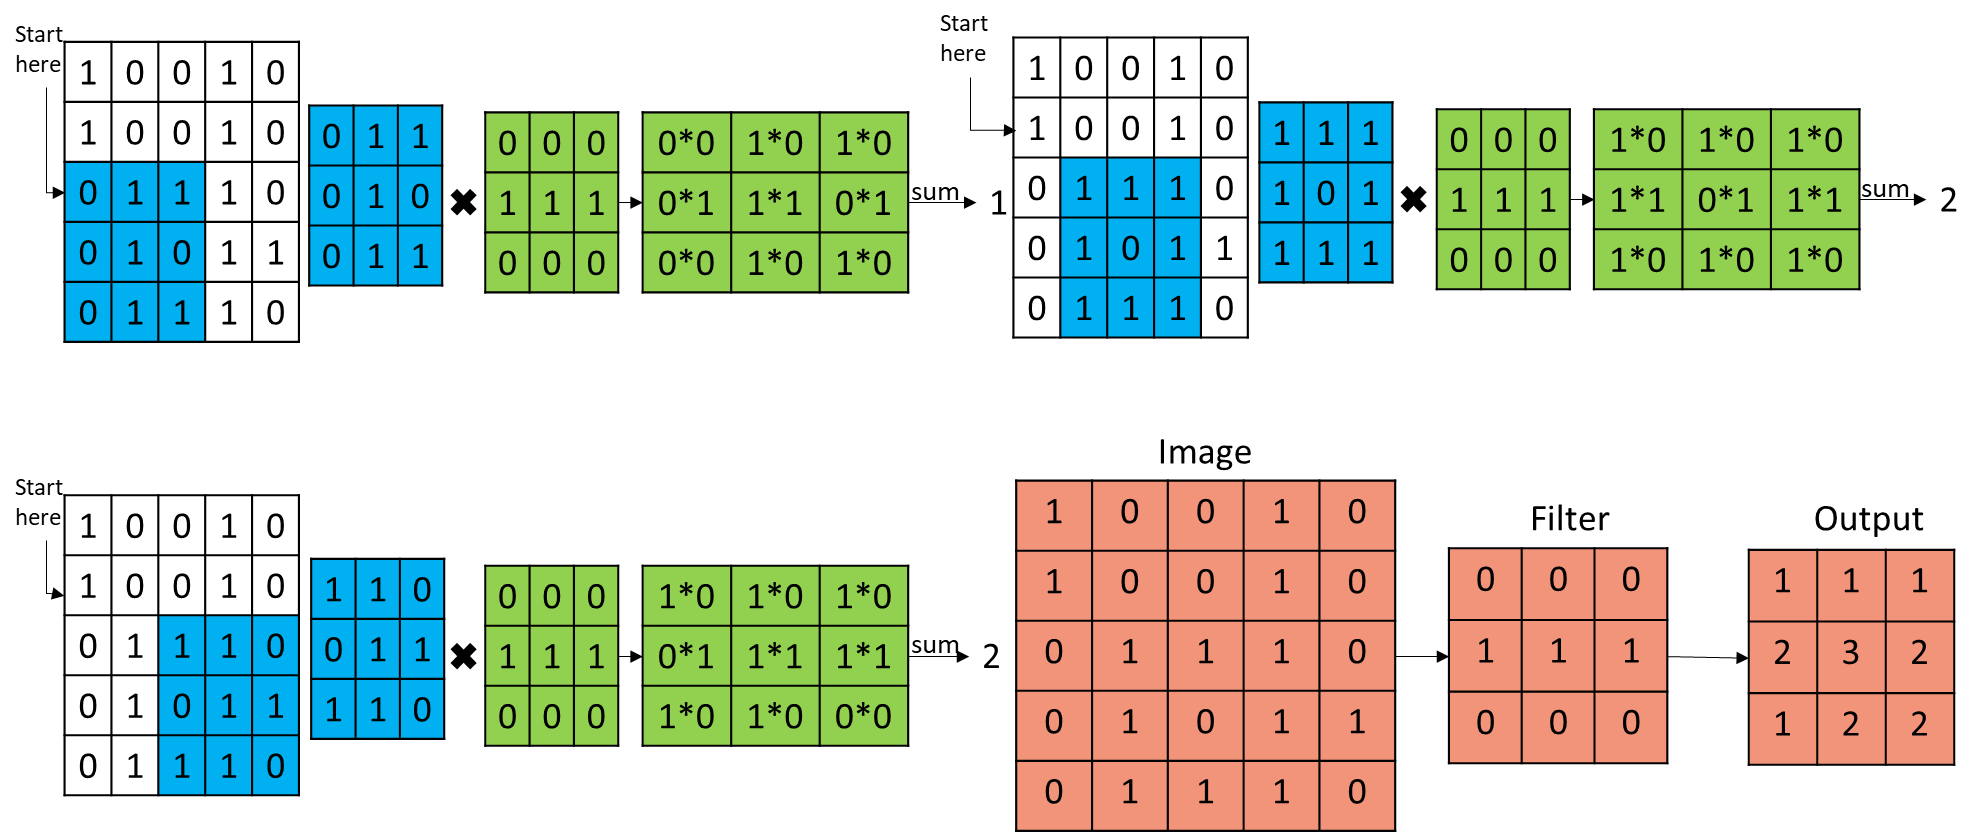 Start
here
1 0 0 1 0
1 0 0 1 0
0 1 1 1 0
0 1 0 1 1
0 1 1 1 0
0 1 1
0 1 0
0 1 1
✖
0 0 0
1 1 1
0 0 0
0*0 1*0 1*0
0*1 1*1 0*1
0*0 1*0 1*0
sum
1
Start
here
1 0 0 1 0
1 0 0 1 0
0 1 1 1 0
0 1 0 1 1
0 1 1 1 0
1 1 1
1 0 1
1 1 1
✖
0 0 0
1 1 1
0 0 0
1*0 1*0 1*0
1*1 0*1 1*1
1*0 1*0 1*0
sum
2
Start
here
1 0 0 1 0
1 0 0 1 0
0 1 1 1 0
0 1 0 1 1
0 1 1 1 0
1 1 0
0 1 1
1 1 0
✖
0 0 0
1 1 1
0 0 0
1*0 1*0 1*0
0*1 1*1 1*1
1*0 1*0 0*0
sum
2
Image
1 0 0 1 0
1 0 0 1 0
0 1 1 1 0
0 1 0 1 1
0 1 1 1 0
Filter
0 0 0
1 1 1
0 0 0
Output
1 1 1
2 3 2
1 2 2